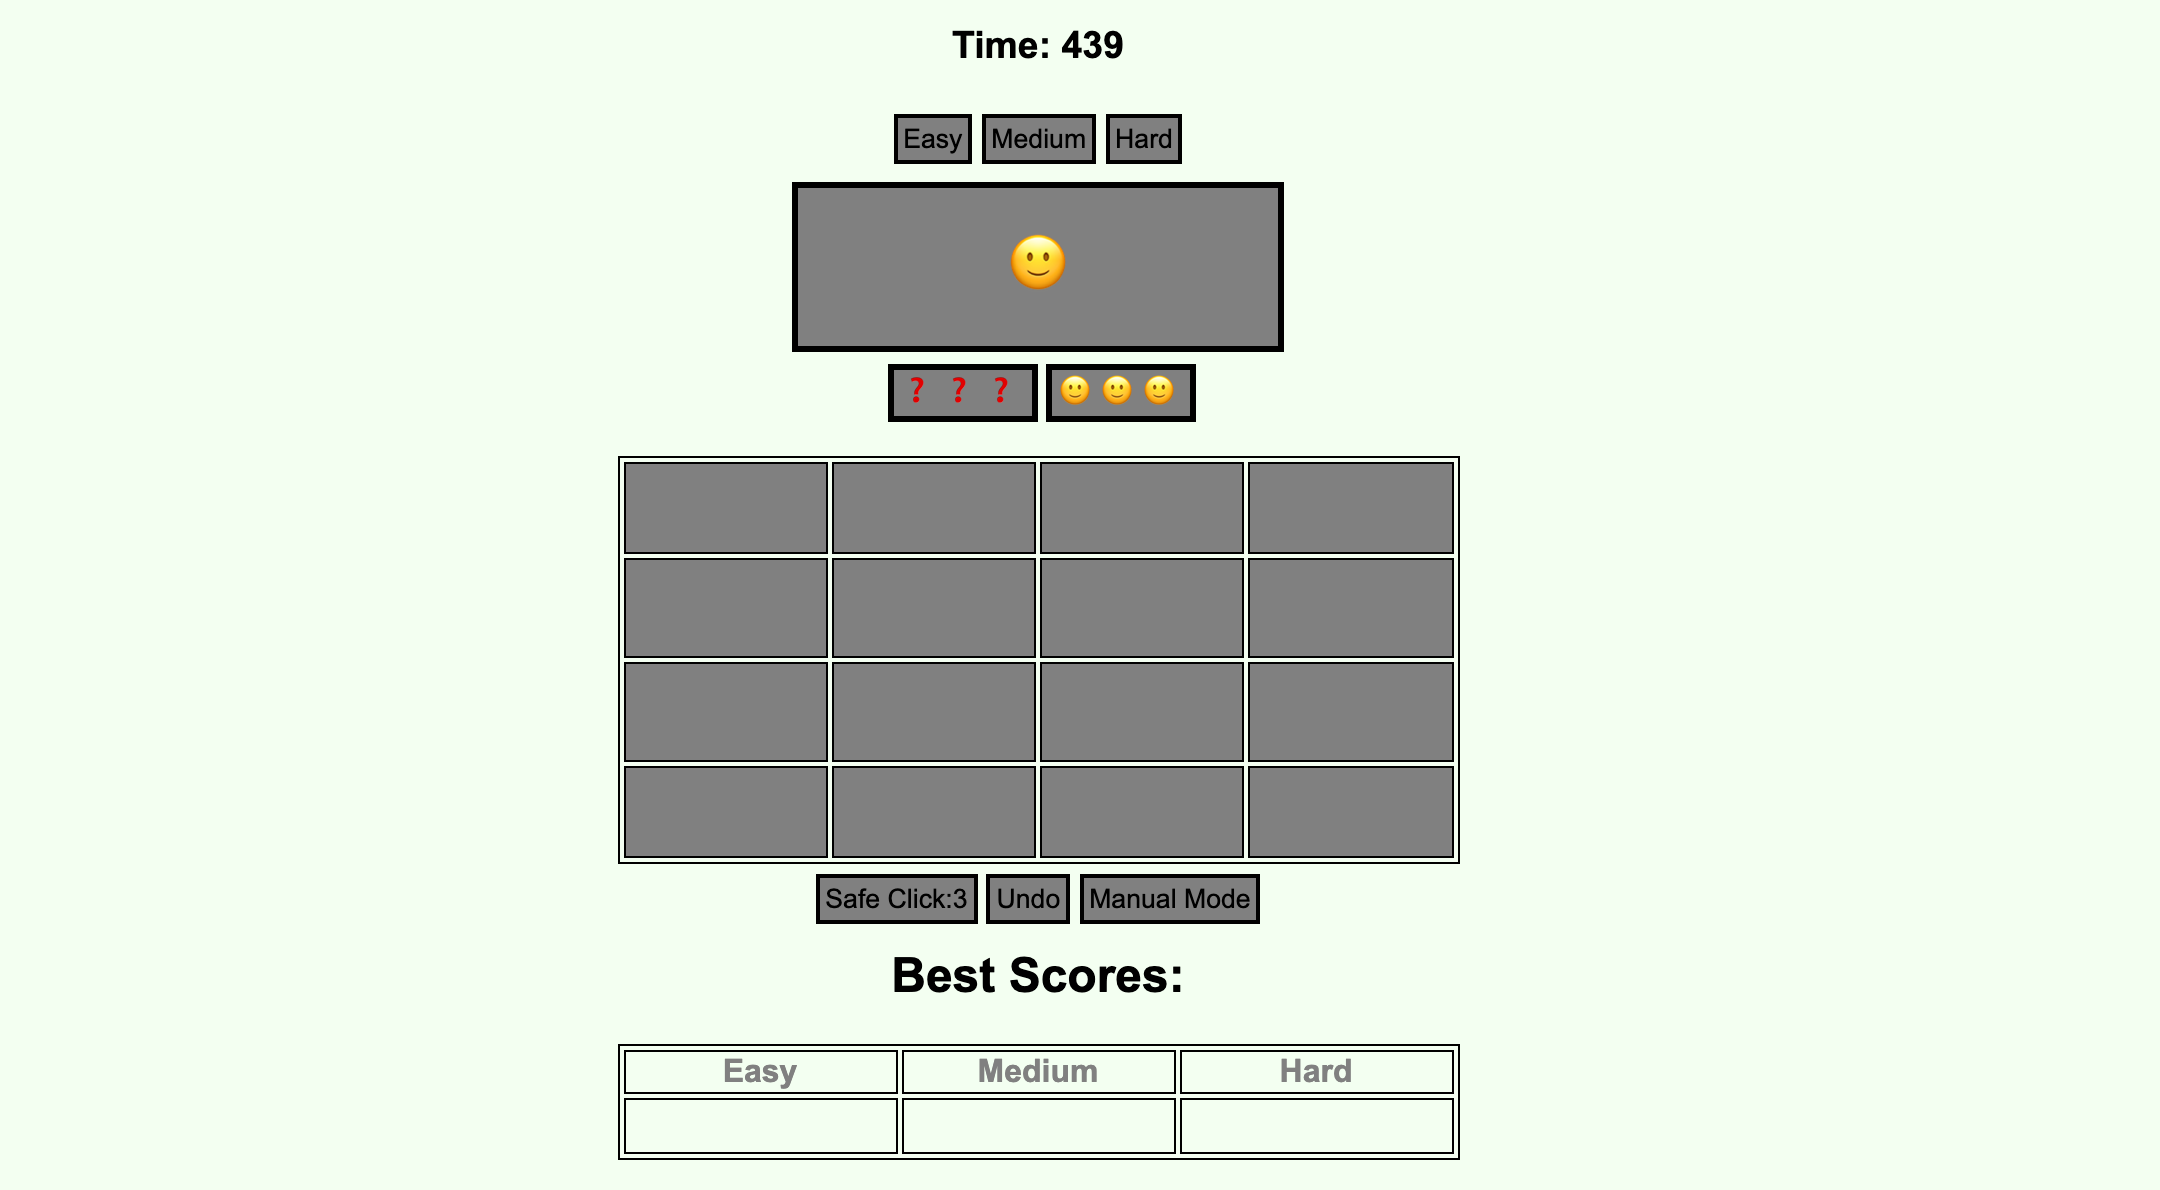 Time: 439
Easy Medium Hard
? ? ?
Safe Click:3 Undo Manual Mode
Best Scores:
Easy Medium Hard